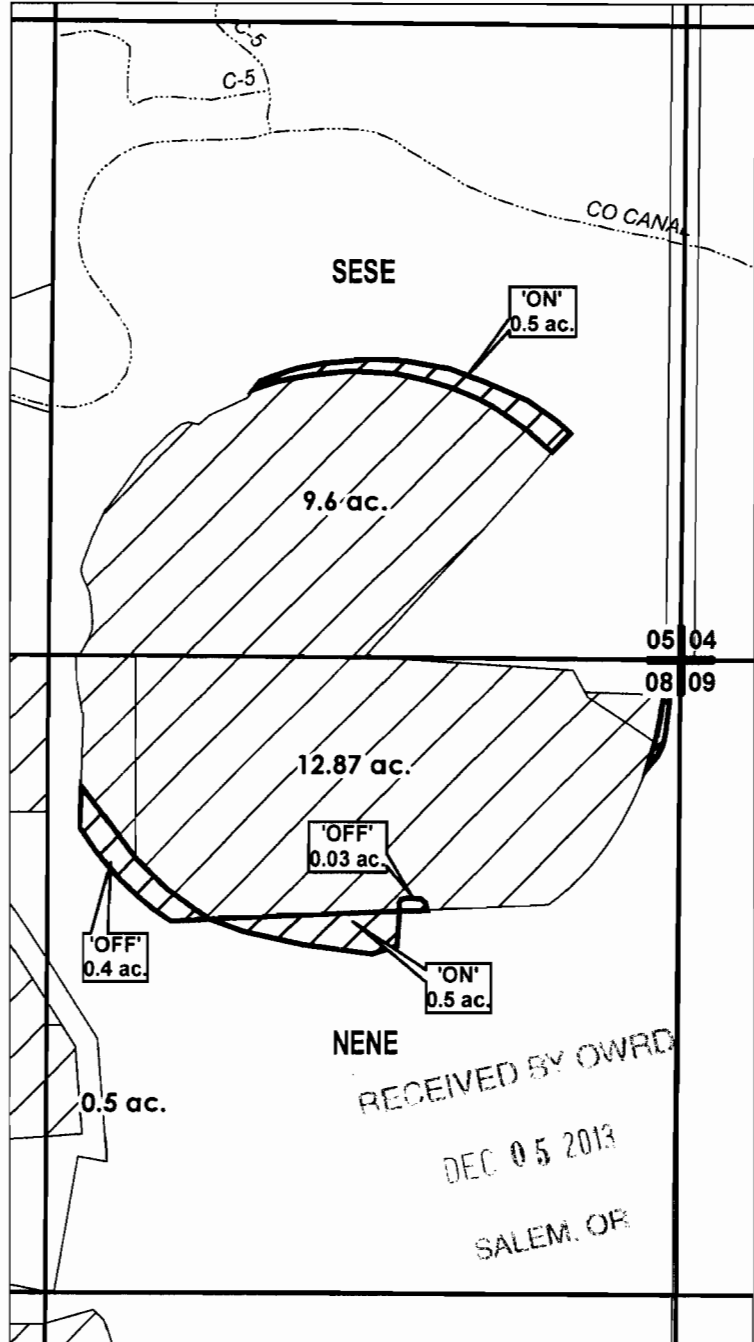 C-5
C-5
CO CANAL
SESE
'ON'
0.5 ac.
9.6 ac.
05 04
08 09
12.87 ac.
'OFF'
0.03 ac.
'OFF'
0.4 ac.
'ON'
0.5 ac.
NENE
0.5 ac.
RECEIVED BY OWRD
DEC 05 2013
SALEM, OR